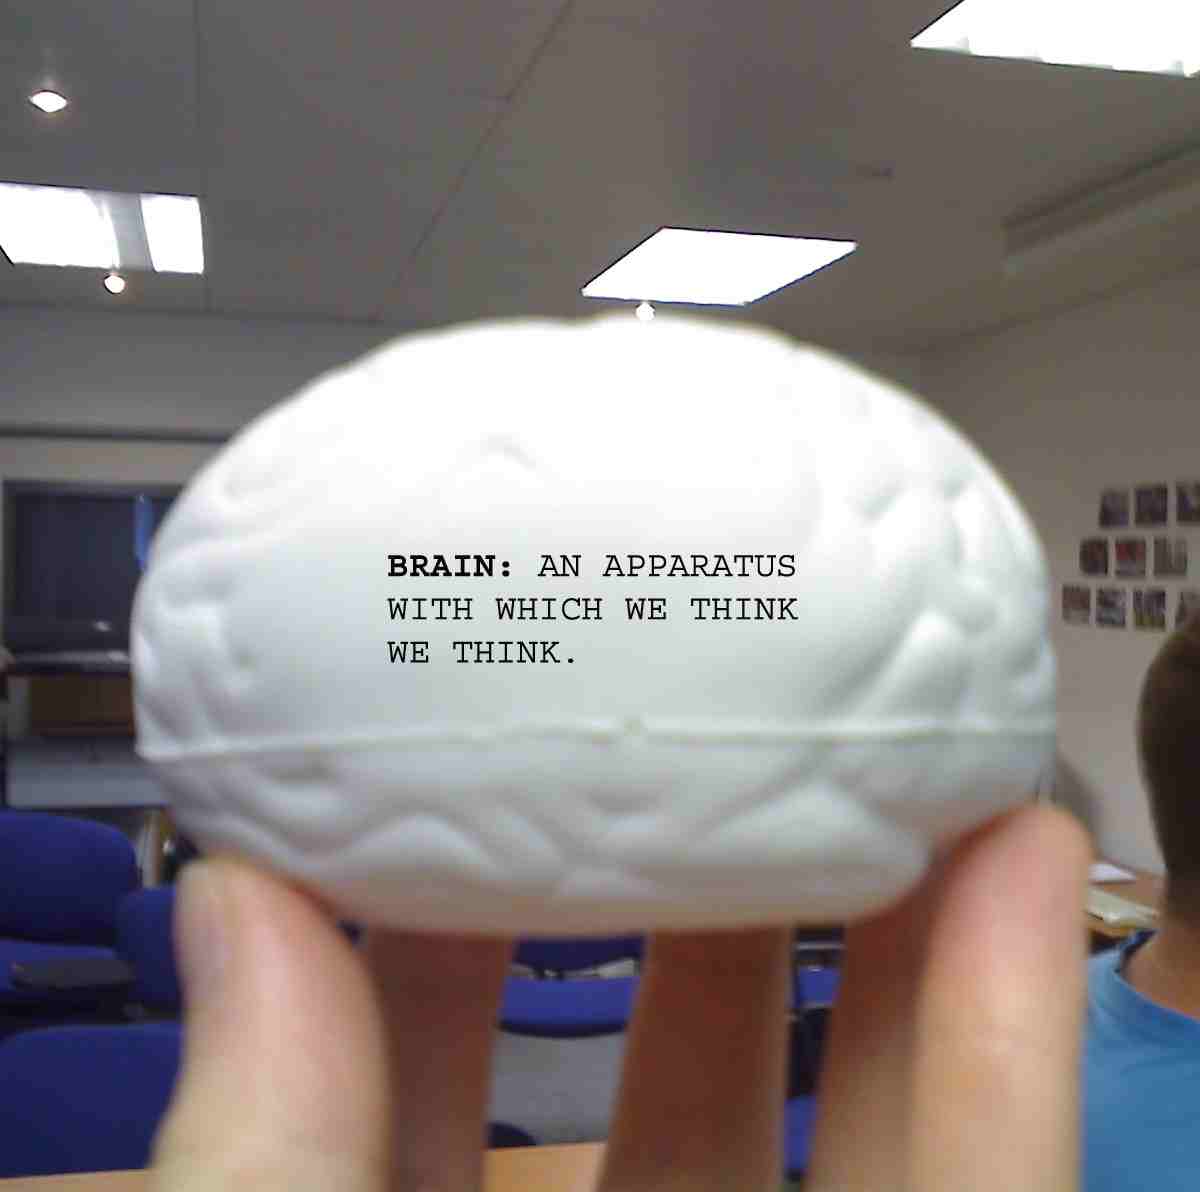 BRAIN: AN APPARATUS
WITH WHICH WE THINK
WE THINK.